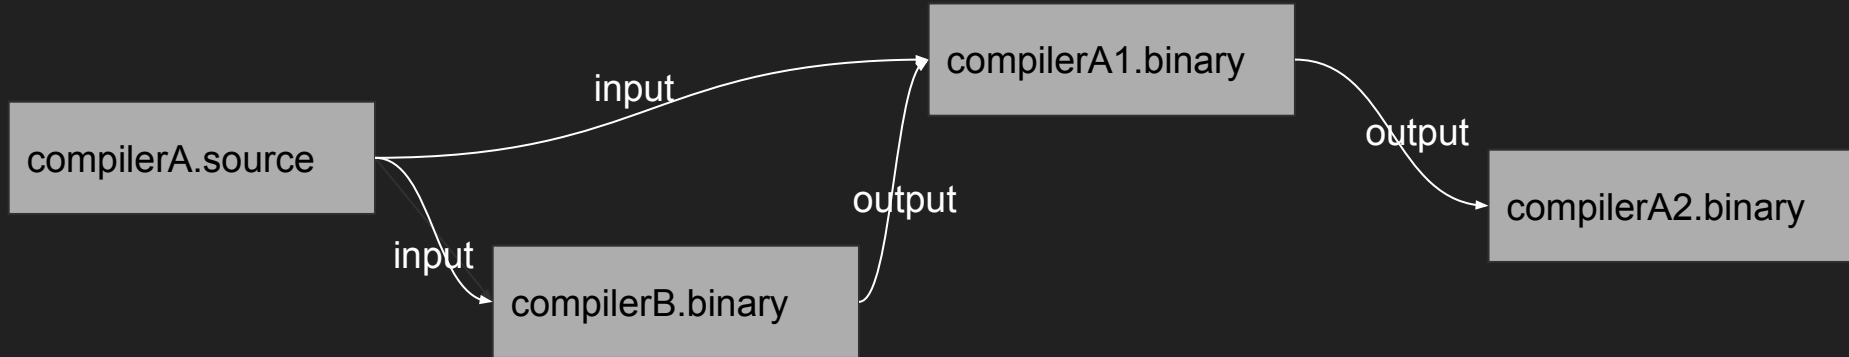 compilerA1.binary
input
output
compilerA.source
output
compilerA2.binary
input
compilerB.binary